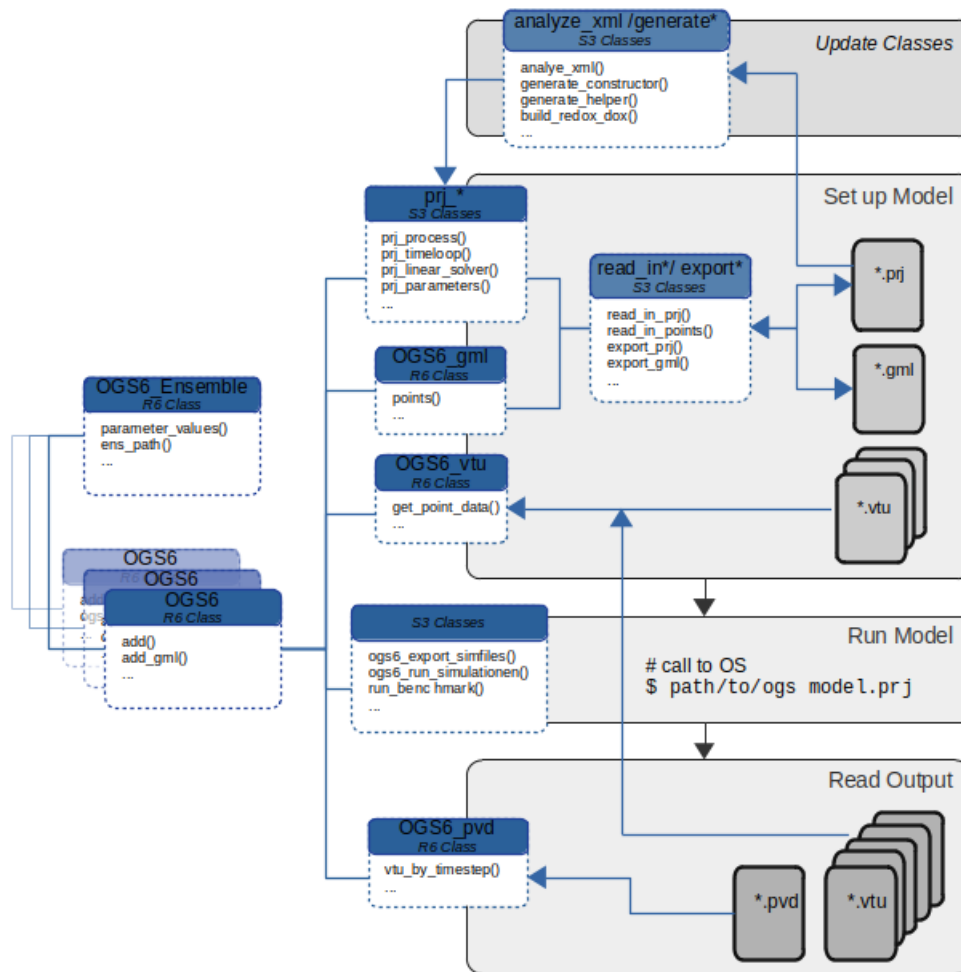 analyze_xml /generate*
S3 Classes
analye_xml()
generate_constructor()
generate_helper()
build_redox_dox()
...
Update Classes
prj_*
S3 Classes
prj_process()
prj_timeloop()
prj_linear_solver()
prj_parameters()
...
Set up Model
read_in*/ export*
S3 Classes
read_in_prj()
read_in_points()
export_prj()
export_gml()
...
*.prj
*.gml
*.vtu
OGS6_gml
R6 Class
points()
...
OGS6_Ensemble
R6 Class
parameter_values()
ens_path()
...
OGS6_vtu
R6 Class
get_point_data()
...
OGS6
R6
add
...
OGS6
OGS6
R6 Class
add()
add_gml()
...
S3 Classes
ogs6_export_simfiles()
ogs6_run_simulationen()
run_benc hmark()
...
Run Model
# call to OS
$ path/to/ogs model.prj
Read Output
OGS6_pvd
R6 Class
vtu_by_timestep()
...
*.pvd
*.vtu